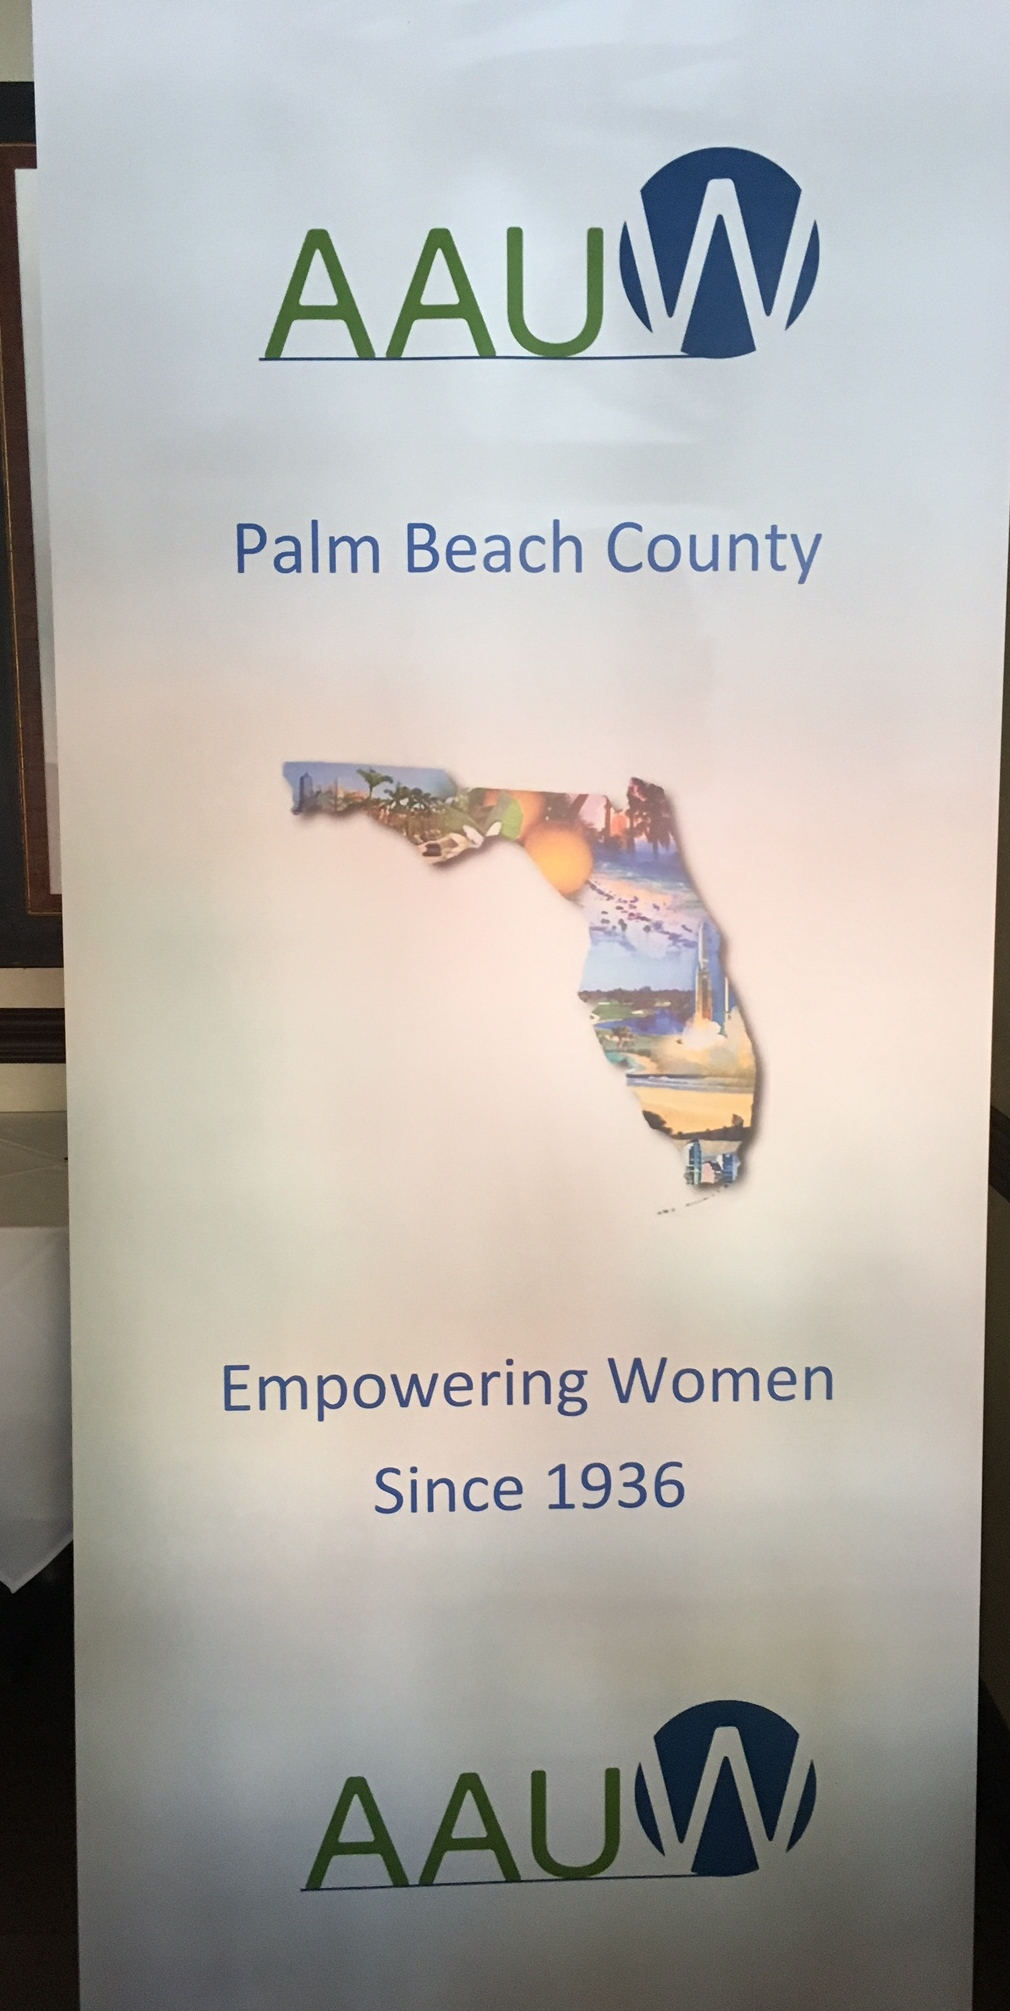 AAUW
Palm Beach County
Empowering Women
Since 1936
AAUW